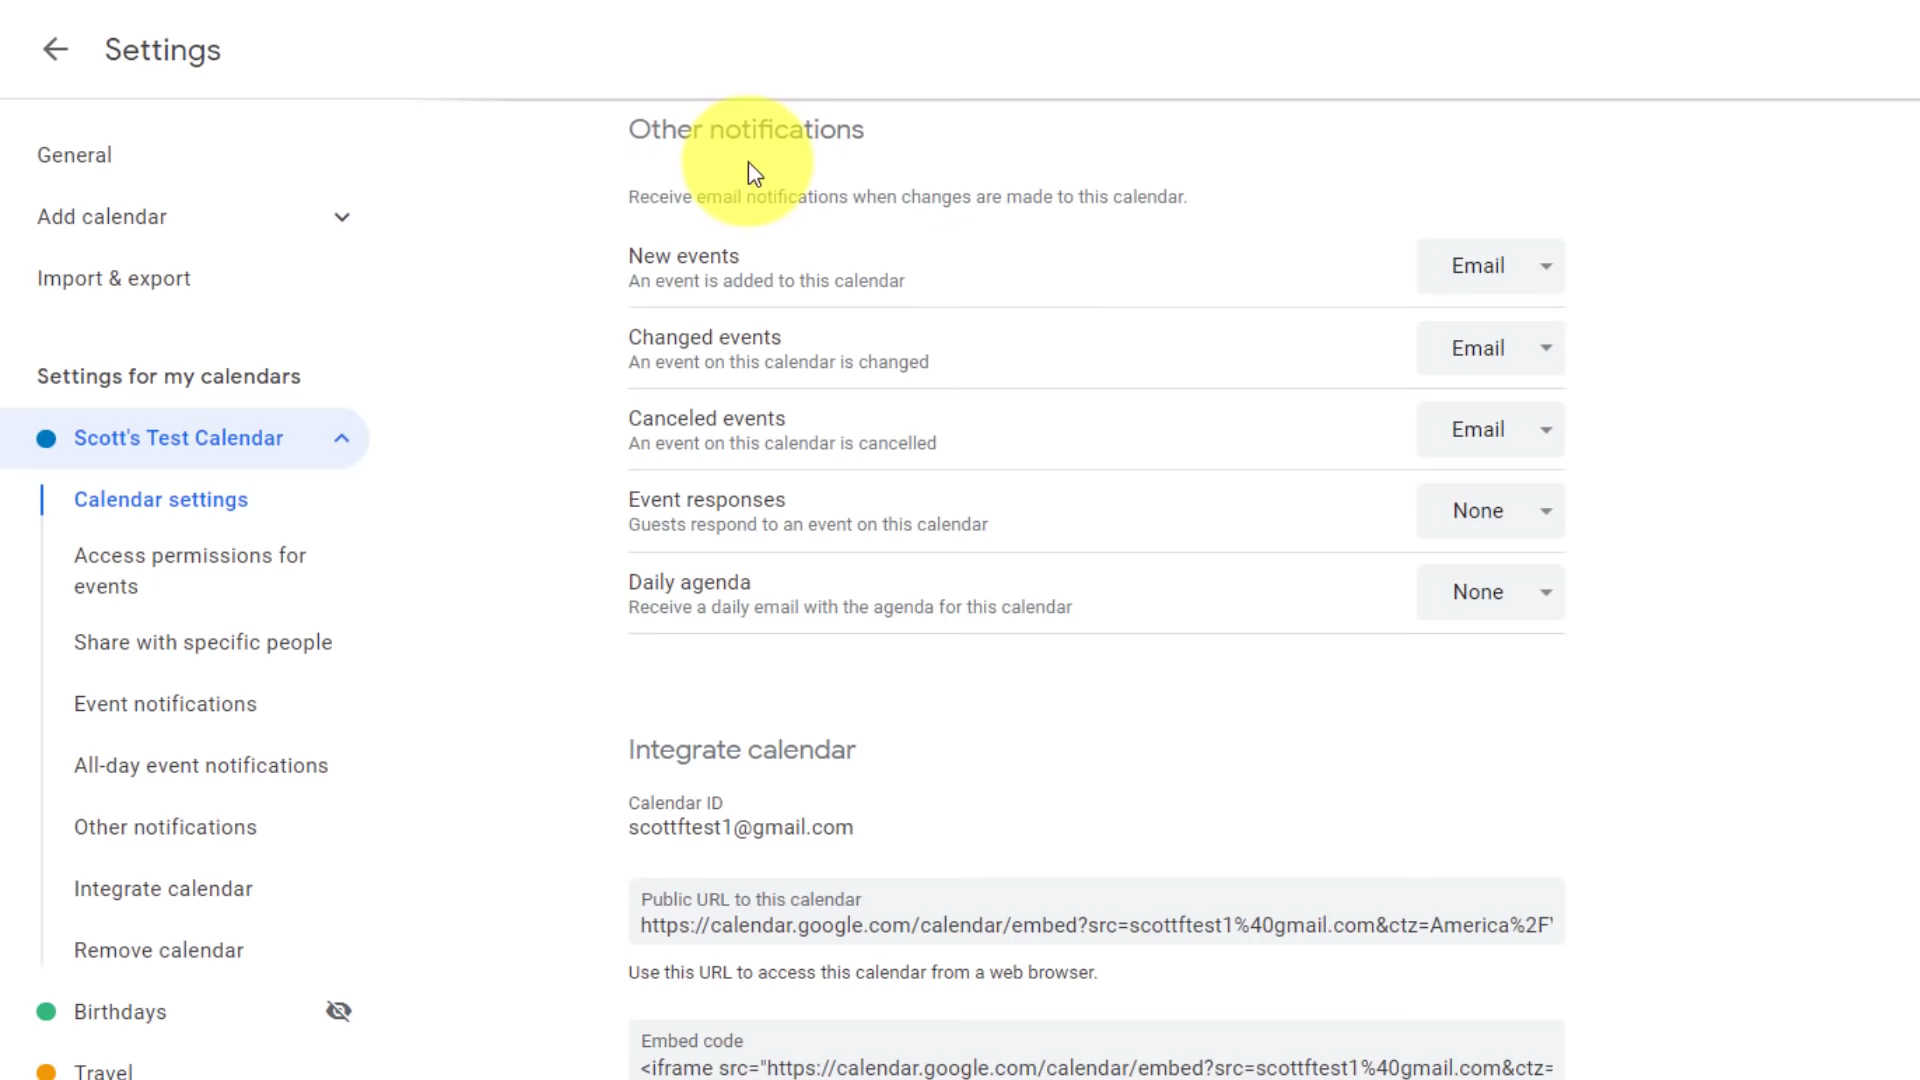 Settings
General
Add calendar
Import & export
Settings for my calendars
Scott's Test Calendar
Calendar settings
Access permissions for
events
Share with specific people
Event notifications
All-day event notifications
Other notifications
Integrate calendar
Remove calendar
Birthdays
Travel
Other notifications
Receive email notifications when changes are made to this calendar.
New events
An event is added to this calendar
Email
Changed events
An event on this calendar is changed
Email
Canceled events
An event on this calendar is cancelled
Email
Event responses
Guests respond to an event on this calendar
None
Daily agenda
Receive a daily email with the agenda for this calendar
None
Integrate calendar
Calendar ID
scottftest1@gmail.com
Public URL to this calendar
https://calendar.google.com/calendar/embed?src=scottftest1%40gmail.com&ctz=America%2F
Use this URL to access this calendar from a web browser.
Embed code
<iframe src="https://calendar.google.com/calendar/embed?src=scottftest1%40gmail.com&ctz=